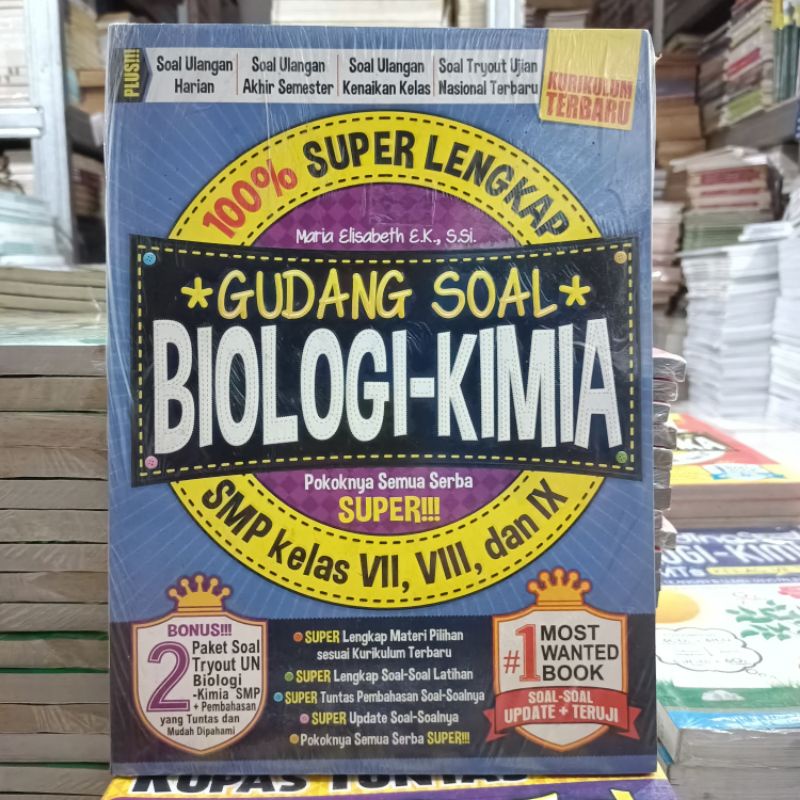 PLUS!!!
Soal Ulangan
Harian
Soal Ulangan
Akhir Semester
Soal Ulangan
Kenaikan Kelas
Soal Tryout Ujian
Nasional Terbaru
KURIKULUM
TERBARU
100% SUPER LENGKAP
Maria Elisabeth E.K., S.Si.
*GUDANG SOAL*
BIOLOGI-KIMIA
Pokoknya Semua Serba
SUPER!!!
SMP kelas VII, VIII, dan IX
BONUS!!!
2 Paket Soal
Tryout UN
Biologi
-Kimia SMP
+ Pembahasan
yang Tuntas dan
Mudah Dipahami
SUPER Lengkap Materi Pilihan
sesuai Kurikulum Terbaru
SUPER Lengkap Soal-Soal Latihan
SUPER Tuntas Pembahasan Soal-Soalnya
SUPER Update Soal-Soalnya
Pokoknya Semua Serba SUPER!!!
#1 MOST
WANTED
BOOK
SOAL-SOAL
UPDATE + TERUJI
KUPAS TUNTAS